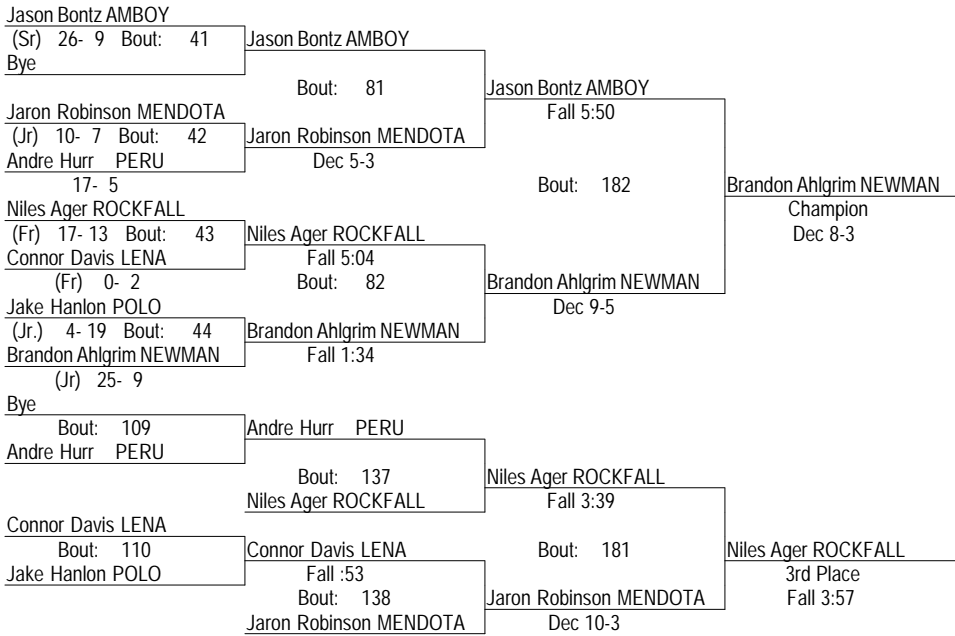 Jason Bontz AMBOY
(Sr) 26- 9 Bout: 41
Bye
Jason Bontz AMBOY
Bout: 81
Jason Bontz AMBOY
Fall 5:50
Jaron Robinson MENDOTA
(Jr) 10- 7 Bout: 42
Andre Hurr PERU
17- 5
Jaron Robinson MENDOTA
Dec 5-3
Bout: 182
Brandon Ahlgrim NEWMAN
Champion
Dec 8-3
Niles Ager ROCKFALL
(Fr) 17- 13 Bout: 43
Connor Davis LENA
(Fr) 0- 2
Niles Ager ROCKFALL
Fall 5:04
Bout: 82
Brandon Ahlgrim NEWMAN
Dec 9-5
Jake Hanlon POLO
(Jr.) 4- 19 Bout: 44
Brandon Ahlgrim NEWMAN
(Jr) 25- 9
Brandon Ahlgrim NEWMAN
Fall 1:34
Bye
Bout: 109
Andre Hurr PERU
Andre Hurr PERU
Bout: 137
Niles Ager ROCKFALL
Niles Ager ROCKFALL
Fall 3:39
Connor Davis LENA
Bout: 110
Jake Hanlon POLO
Connor Davis LENA
Fall :53
Bout: 138
Jaron Robinson MENDOTA
Bout: 181
Jaron Robinson MENDOTA
Dec 10-3
Niles Ager ROCKFALL
3rd Place
Fall 3:57